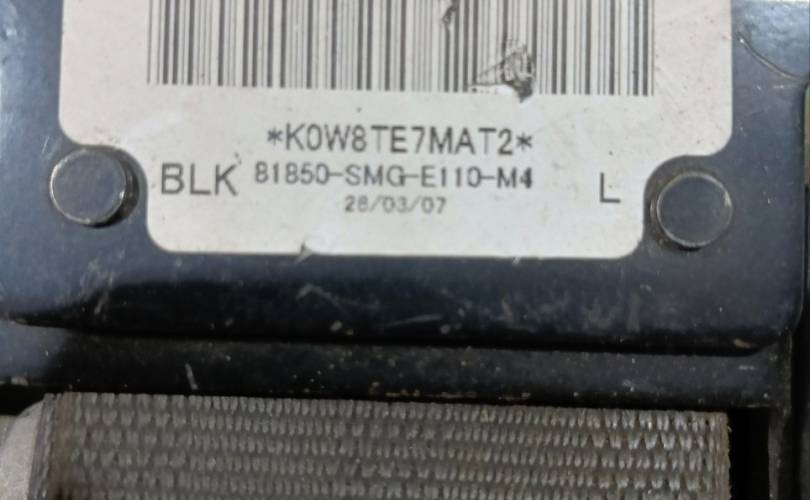 *K0W8TE7MAT2*
BLK 81850-SMG-E110-M4 L
28/03/07